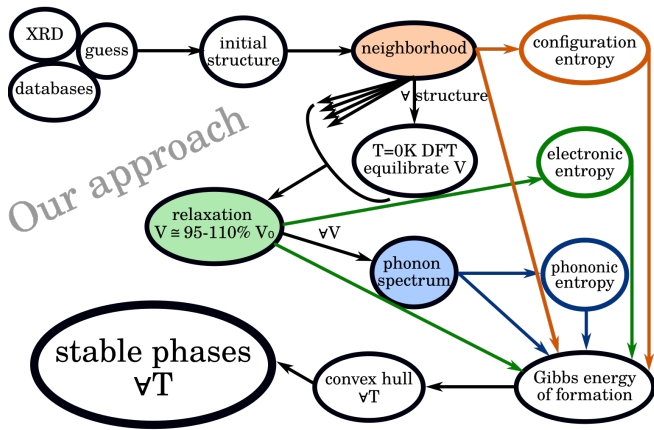 XRD
guess
databases
initial
structure
neighborhood
configuration
entropy
∀ structure
Our approach
T=0K DFT
equilibrate V
electronic
entropy
relaxation
V ≅ 95-110% V₀
∀V
phonon
spectrum
phononic
entropy
stable phases
∀T
convex hull
∀T
Gibbs energy
of formation